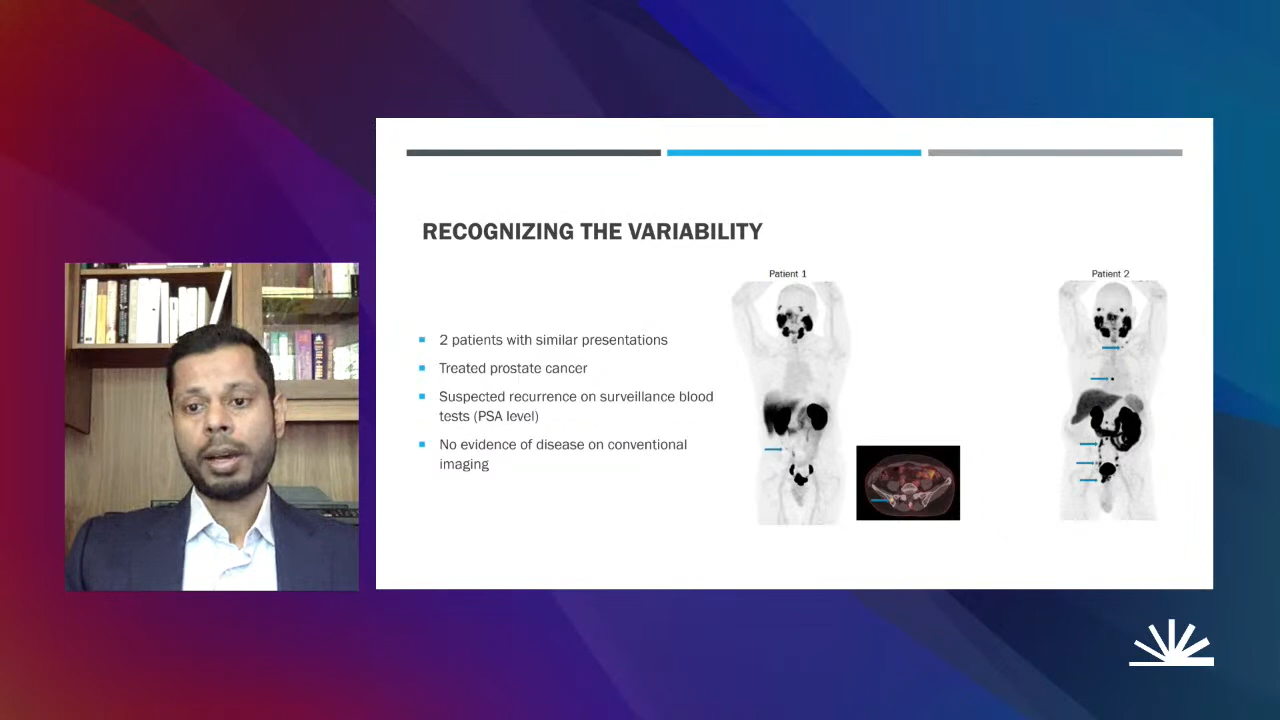 RECOGNIZING THE VARIABILITY
2 patients with similar presentations
Treated prostate cancer
Suspected recurrence on surveillance blood
tests (PSA level)
No evidence of disease on conventional
imaging
Patient 1
Patient 2